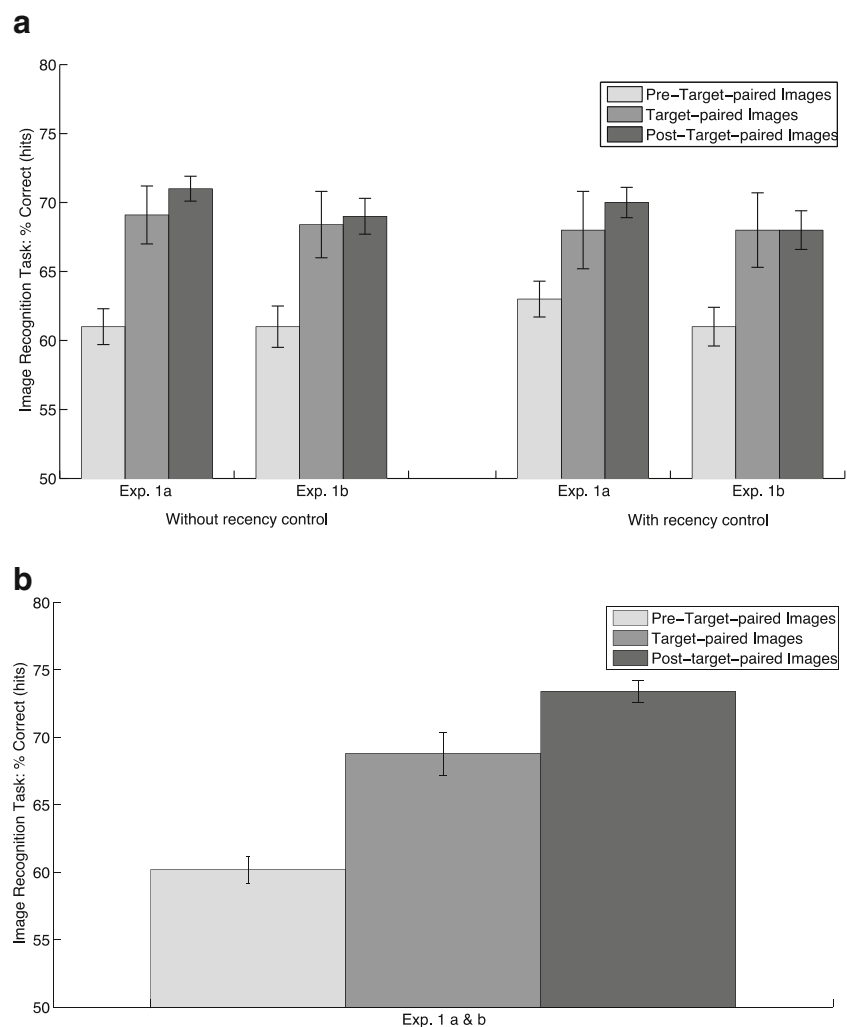 a
Image Recognition Task: % Correct (hits)
80
75
70
65
60
55
50
Pre-Target-paired Images
Target-paired Images
Post-Target-paired Images
Exp. 1a
Exp. 1b
Exp. 1a
Exp. 1b
Without recency control
With recency control
b
Image Recognition Task: % Correct (hits)
80
75
70
65
60
55
50
Pre-Target-paired Images
Target-paired Images
Post-target-paired Images
Exp. 1 a & b